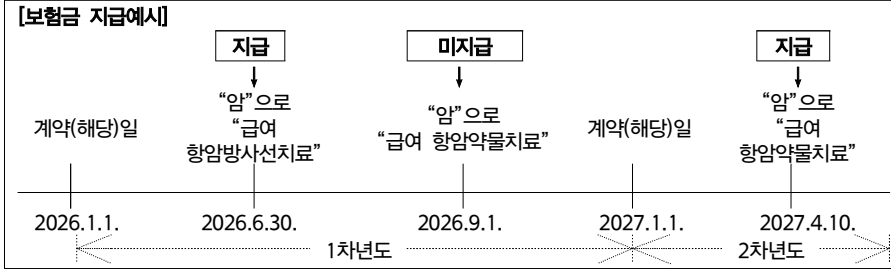 [보험금 지급예시]
지급 미지급 지급
계약(해당)일
“암”으로
“급여
항암방사선치료”
“암”으로
“급여 항암약물치료”
계약(해당)일
“암”으로
“급여
항암약물치료”
2026.1.1. 2026.6.30. 2026.9.1. 2027.1.1. 2027.4.10.
1차년도 2차년도